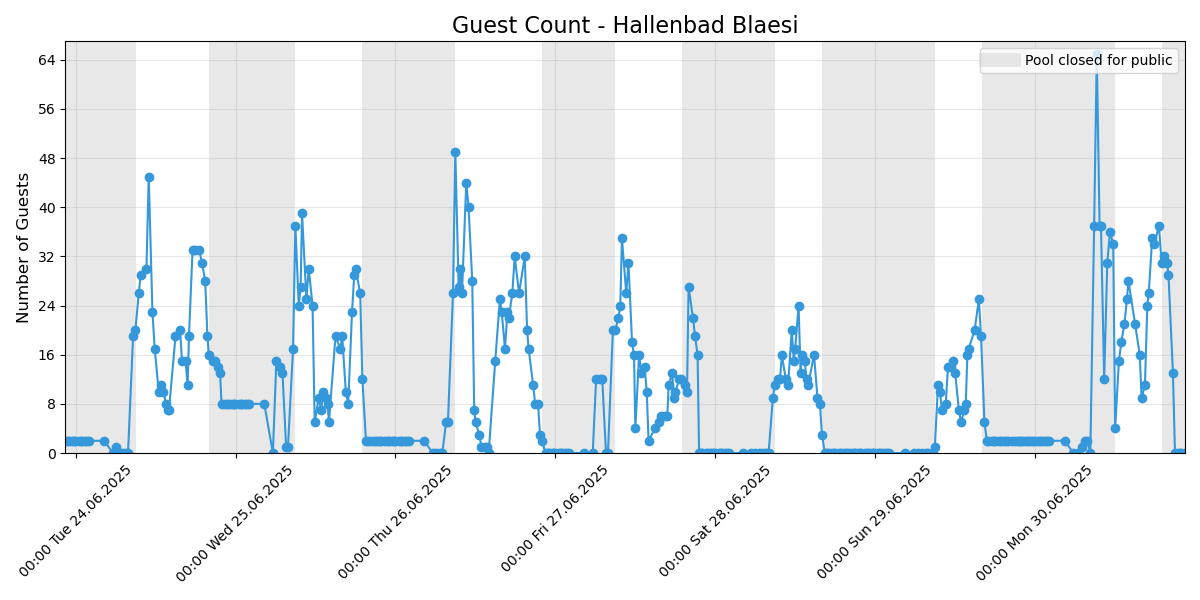 Guest Count - Hallenbad Blaesi
Pool closed for public
Number of Guests
64
56
48
40
32
24
16
8
0
00:00 Tue 24.06.2025
00:00 Wed 25.06.2025
00:00 Thu 26.06.2025
00:00 Fri 27.06.2025
00:00 Sat 28.06.2025
00:00 Sun 29.06.2025
00:00 Mon 30.06.2025